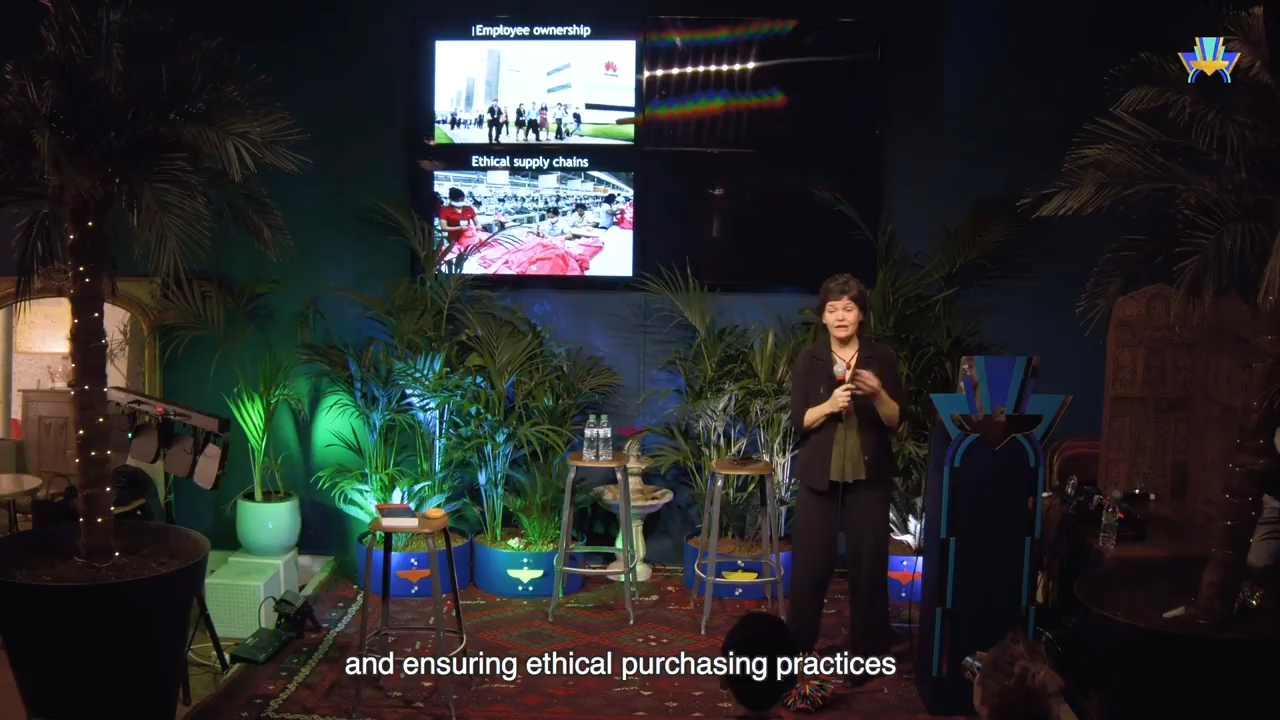 Employee ownership
Ethical supply chains
and ensuring ethical purchasing practices